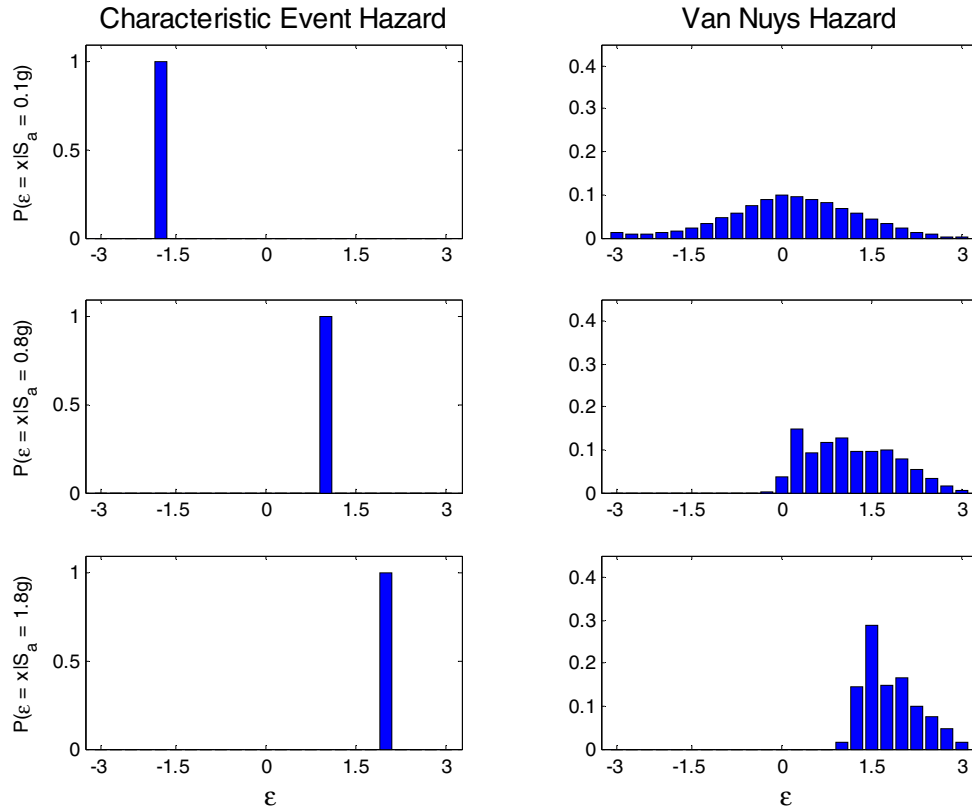 Characteristic Event Hazard
Van Nuys Hazard
P(ε = x|S_a = 0.1g)
1
0.5
0
-3 -1.5 0 1.5 3
0.4
0.3
0.2
0.1
0
-3 -1.5 0 1.5 3
P(ε = x|S_a = 0.8g)
1
0.5
0
-3 -1.5 0 1.5 3
0.4
0.3
0.2
0.1
0
-3 -1.5 0 1.5 3
P(ε = x|S_a = 1.8g)
1
0.5
0
-3 -1.5 0 1.5 3
ε
0.4
0.3
0.2
0.1
0
-3 -1.5 0 1.5 3
ε